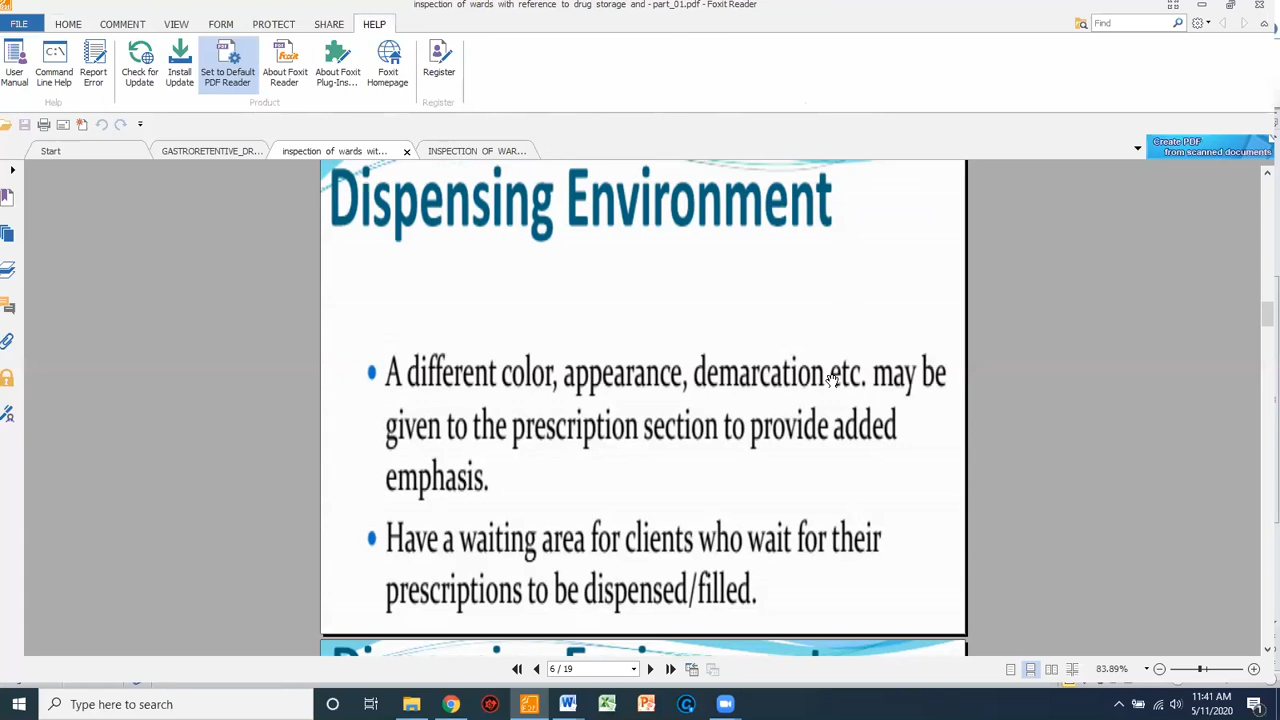 inspection of wards with reference to drug storage and -part_01.pdf - Foxit Reader
FILE HOME COMMENT VIEW FORM PROTECT SHARE HELP Find
User Manual
Command Line Help
Report Error
Check for Update
Install Update
Set to Default PDF Reader
About Foxit Reader
About Foxit Plug-Ins...
Foxit Homepage
Register
Help Product Register
Start GASTRORETENTIVE_DR... inspection of wards wit... INSPECTION OF WAR...
Create PDF
from scanned documents
Dispensing Environment
• A different color, appearance, demarcation etc. may be
given to the prescription section to provide added
emphasis.
• Have a waiting area for clients who wait for their
prescriptions to be dispensed/filled.
Dispensing Environment
6 / 19 83.89%
Type here to search
11:41 AM
5/11/2020